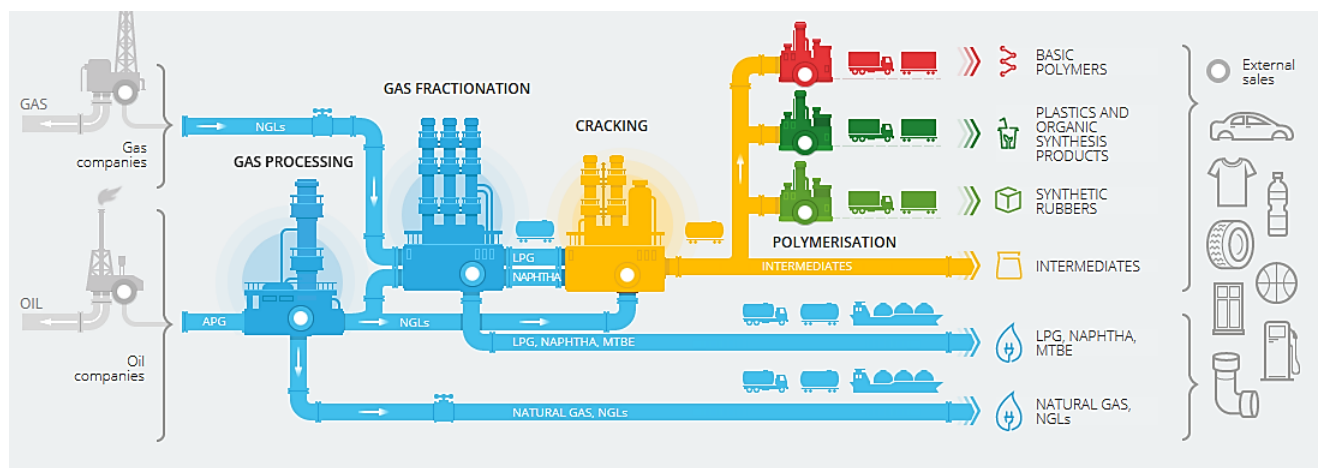 GAS
Gas
companies
OIL
Oil
companies
NGLs
APG
GAS PROCESSING
GAS FRACTIONATION
CRACKING
LPG
NAPHTHA
NGLs
LPG, NAPHTHA, MTBE
NATURAL GAS, NGLs
POLYMERISATION
INTERMEDIATES
BASIC
POLYMERS
PLASTICS AND
ORGANIC
SYNTHESIS
PRODUCTS
SYNTHETIC
RUBBERS
INTERMEDIATES
LPG, NAPHTHA,
MTBE
NATURAL GAS,
NGLs
External
sales